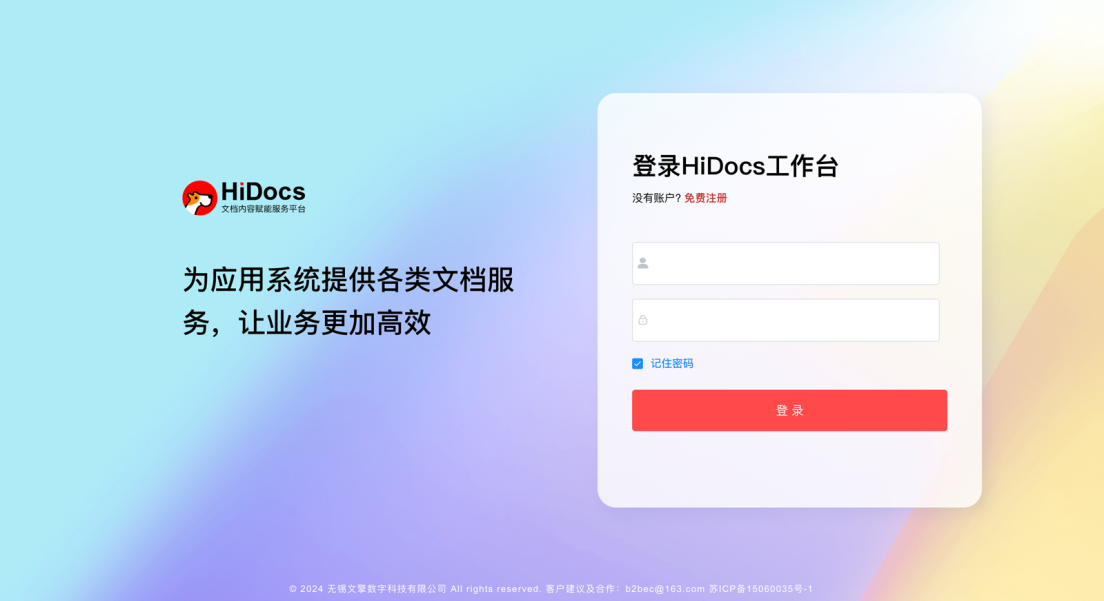 HiDocs
文档内容赋能服务平台
为应用系统提供各类文档服
务，让业务更加高效
登录HiDocs工作台
没有账户? 免费注册
记住密码
登 录
© 2024 无锡文擎数字科技有限公司 All rights reserved. 客户建议及合作：b2bec@163.com 苏ICP备15060035号-1